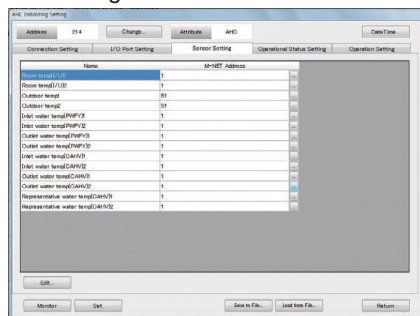 AHC Initialising Setting
Address 214 Change... Attribute AHC Date/Time
Connection Setting I/O Port Setting Sensor Setting Operational Status Setting Operation Setting
Name M-NET Address
Room temp(I/U)1 1 ...
Room temp(I/U)2 1 ...
Outdoor temp1 51 ...
Outdoor temp2 51 ...
Inlet water temp(PWFY)1 1 ...
Inlet water temp(PWFY)2 1 ...
Outlet water temp(PWFY)1 1 ...
Outlet water temp(PWFY)2 1 ...
Inlet water temp(CAHV)1 1 ...
Inlet water temp(CAHV)2 1 ...
Outlet water temp(CAHV)1 1 ...
Outlet water temp(CAHV)2 1 ...
Representative water temp(CAHV)1 1 ...
Representative water temp(CAHV)2 1 ...
Edit...
Monitor Set Save to File... Load from File... Return